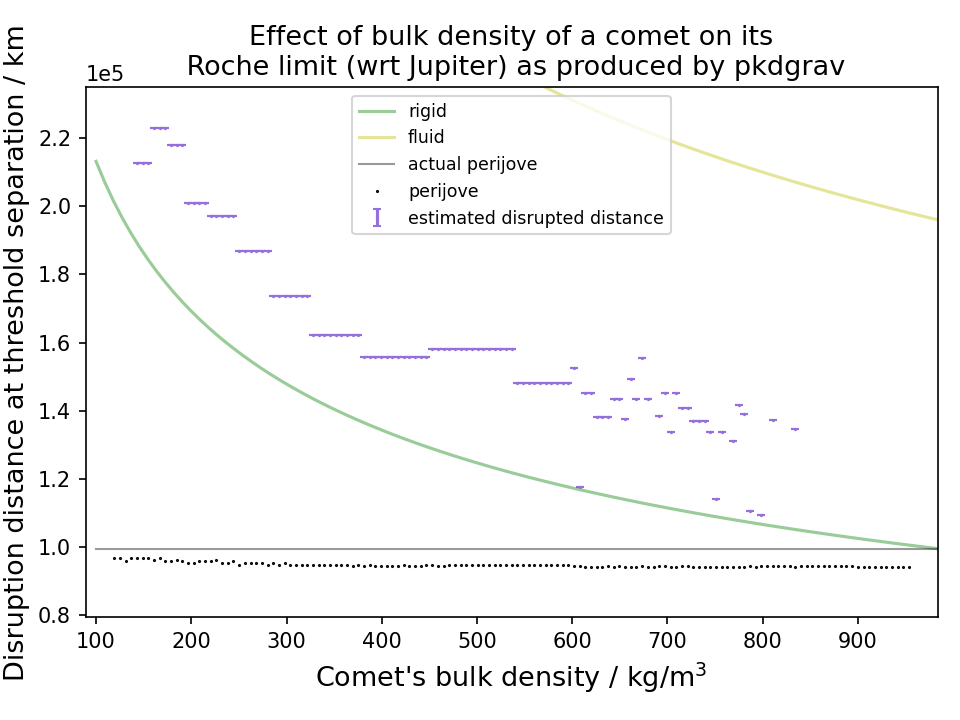 Effect of bulk density of a comet on its
Roche limit (wrt Jupiter) as produced by pkdgrav
1e5
Disruption distance at threshold separation / km
2.2
2.0
1.8
1.6
1.4
1.2
1.0
0.8
rigid
fluid
actual perijove
perijove
estimated disrupted distance
100 200 300 400 500 600 700 800 900
Comet's bulk density / kg/m³